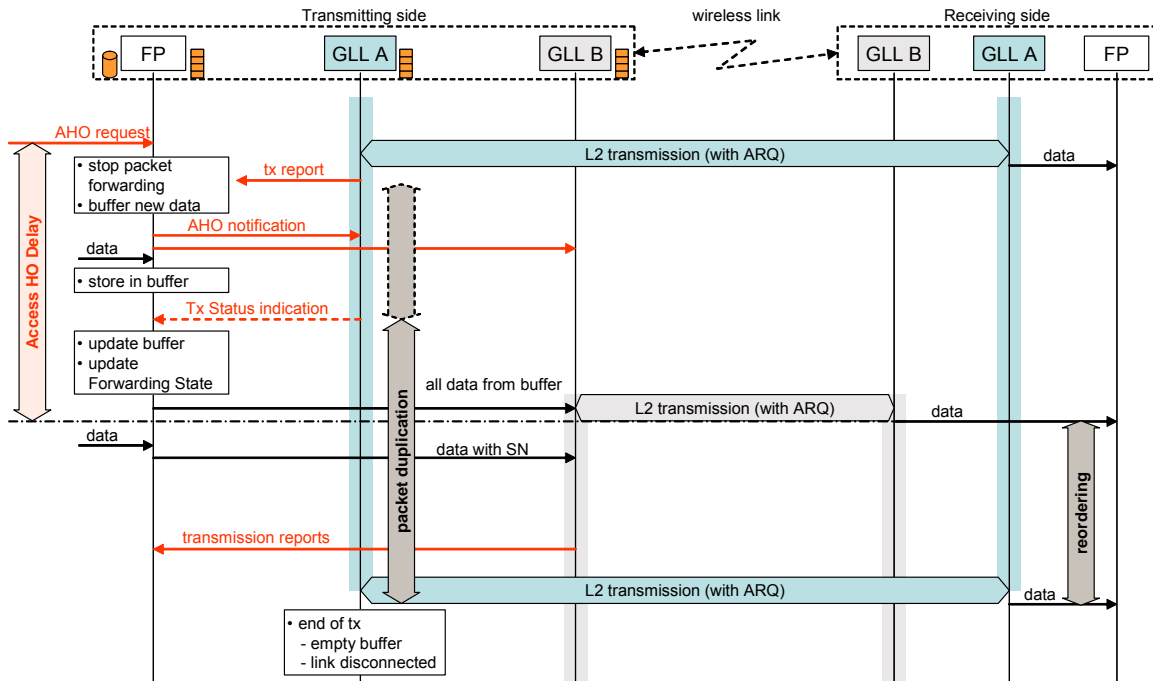 Transmitting side
wireless link
Receiving side
FP
GLL A
GLL B
GLL B
GLL A
FP
AHO request
L2 transmission (with ARQ)
data
• stop packet
forwarding
• buffer new data
tx report
AHO notification
data
• store in buffer
Tx Status indication
Access HO Delay
• update buffer
• update
Forwarding State
all data from buffer
L2 transmission (with ARQ)
data
data
data with SN
packet duplication
reordering
transmission reports
L2 transmission (with ARQ)
data
• end of tx
- empty buffer
- link disconnected